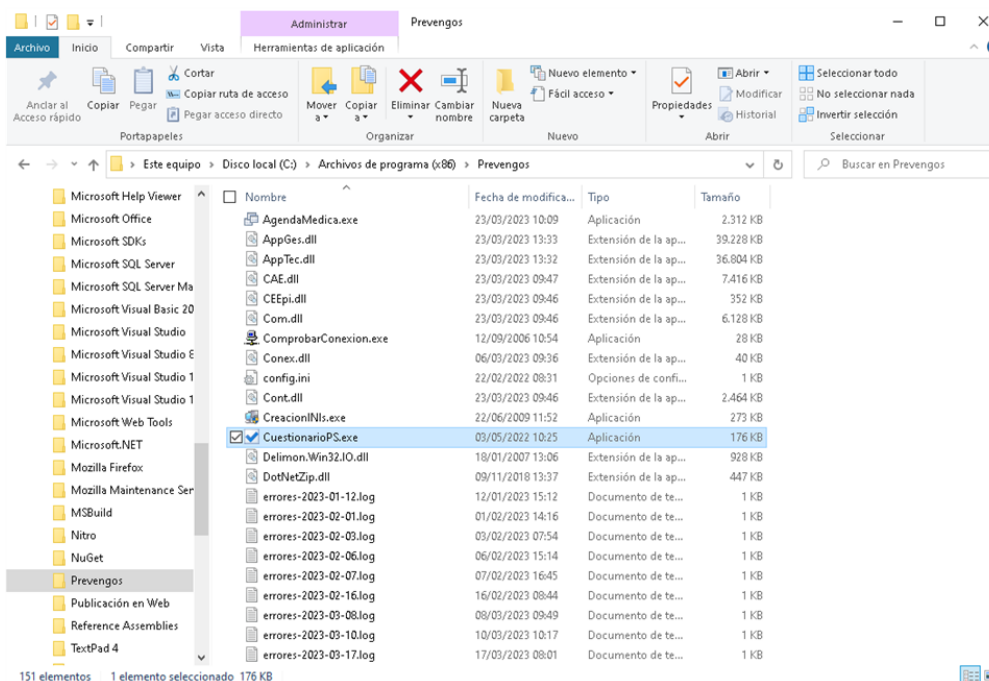 Administrar Prevengos
Archivo Inicio Compartir Vista Herramientas de aplicación
Anclar al Acceso rápido
Copiar
Pegar
Cortar
Copiar ruta de acceso
Pegar acceso directo
Portapapeles
Mover a
Copiar a
Eliminar
Cambiar nombre
Organizar
Nueva carpeta
Nuevo elemento
Fácil acceso
Nuevo
Propiedades
Abrir
Modificar
Historial
Abrir
Seleccionar todo
No seleccionar nada
Invertir selección
Seleccionar
Este equipo > Disco local (C:) > Archivos de programa (x86) > Prevengos
Buscar en Prevengos
Microsoft Help Viewer
Microsoft Office
Microsoft SDKs
Microsoft SQL Server
Microsoft SQL Server Ma
Microsoft Visual Basic 20
Microsoft Visual Studio
Microsoft Visual Studio 8
Microsoft Visual Studio 1
Microsoft Visual Studio 1
Microsoft Web Tools
Microsoft.NET
Mozilla Firefox
Mozilla Maintenance Ser
MSBuild
Nitro
NuGet
Prevengos
Publicación en Web
Reference Assemblies
TextPad 4
Nombre Fecha de modifica... Tipo Tamaño
AgendaMedica.exe 23/03/2023 10:09 Aplicación 2.312 KB
AppGes.dll 23/03/2023 13:33 Extensión de la ap... 39.228 KB
AppTec.dll 23/03/2023 13:32 Extensión de la ap... 36.804 KB
CAE.dll 23/03/2023 09:47 Extensión de la ap... 7.416 KB
CEEpi.dll 23/03/2023 09:46 Extensión de la ap... 352 KB
Com.dll 23/03/2023 09:46 Extensión de la ap... 6.128 KB
ComprobarConexion.exe 12/09/2006 10:54 Aplicación 28 KB
Conex.dll 06/03/2023 09:36 Extensión de la ap... 40 KB
config.ini 22/02/2022 08:31 Opciones de confi... 1 KB
Cont.dll 23/03/2023 09:46 Extensión de la ap... 2.464 KB
CreacionINIs.exe 22/06/2009 11:52 Aplicación 273 KB
CuestionarioPS.exe 03/05/2022 10:25 Aplicación 176 KB
Delimon.Win32.IO.dll 18/01/2007 13:06 Extensión de la ap... 928 KB
DotNetZip.dll 09/11/2018 13:37 Extensión de la ap... 447 KB
errores-2023-01-12.log 12/01/2023 15:12 Documento de te... 1 KB
errores-2023-02-01.log 01/02/2023 14:16 Documento de te... 1 KB
errores-2023-02-03.log 03/02/2023 07:54 Documento de te... 1 KB
errores-2023-02-06.log 06/02/2023 15:14 Documento de te... 1 KB
errores-2023-02-07.log 07/02/2023 16:45 Documento de te... 1 KB
errores-2023-02-16.log 16/02/2023 08:44 Documento de te... 1 KB
errores-2023-03-08.log 08/03/2023 09:49 Documento de te... 1 KB
errores-2023-03-10.log 10/03/2023 10:17 Documento de te... 1 KB
errores-2023-03-17.log 17/03/2023 08:01 Documento de te... 1 KB
151 elementos 1 elemento seleccionado 176 KB